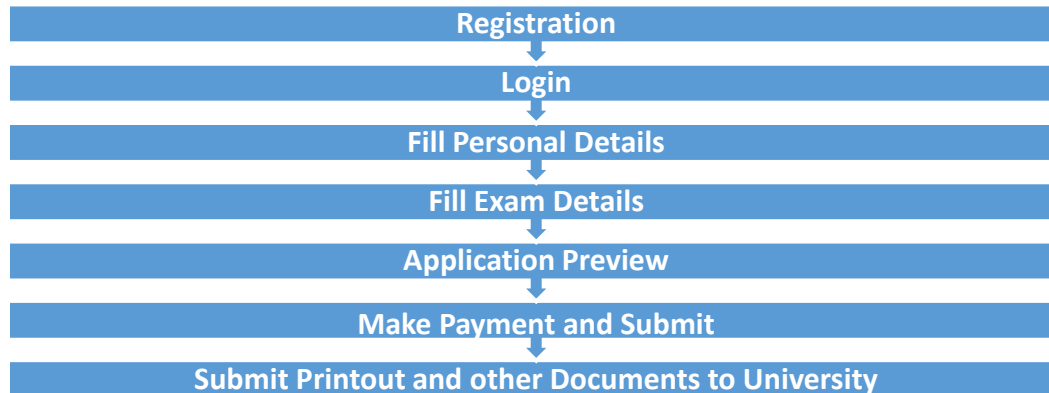 Registration
Login
Fill Personal Details
Fill Exam Details
Application Preview
Make Payment and Submit
Submit Printout and other Documents to University